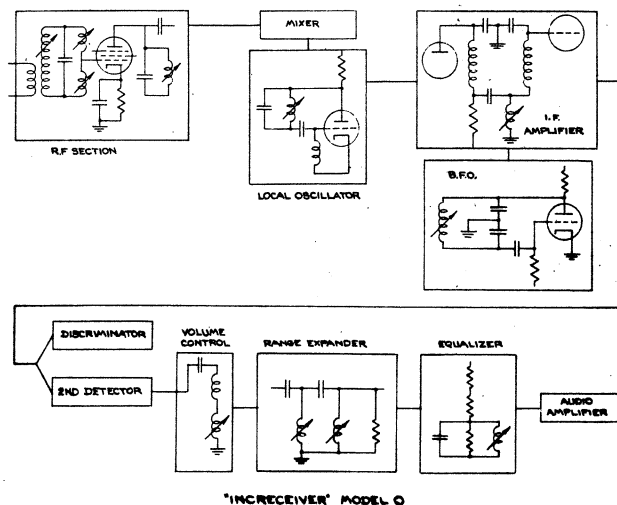 MIXER
R.F SECTION
LOCAL OSCILLATOR
I.F.
AMPLIFIER
B.F.O.
DISCRIMINATOR
2ND DETECTOR
VOLUME
CONTROL
RANGE EXPANDER
EQUALIZER
AUDIO
AMPLIFIER
"INCRECEIVER" MODEL O